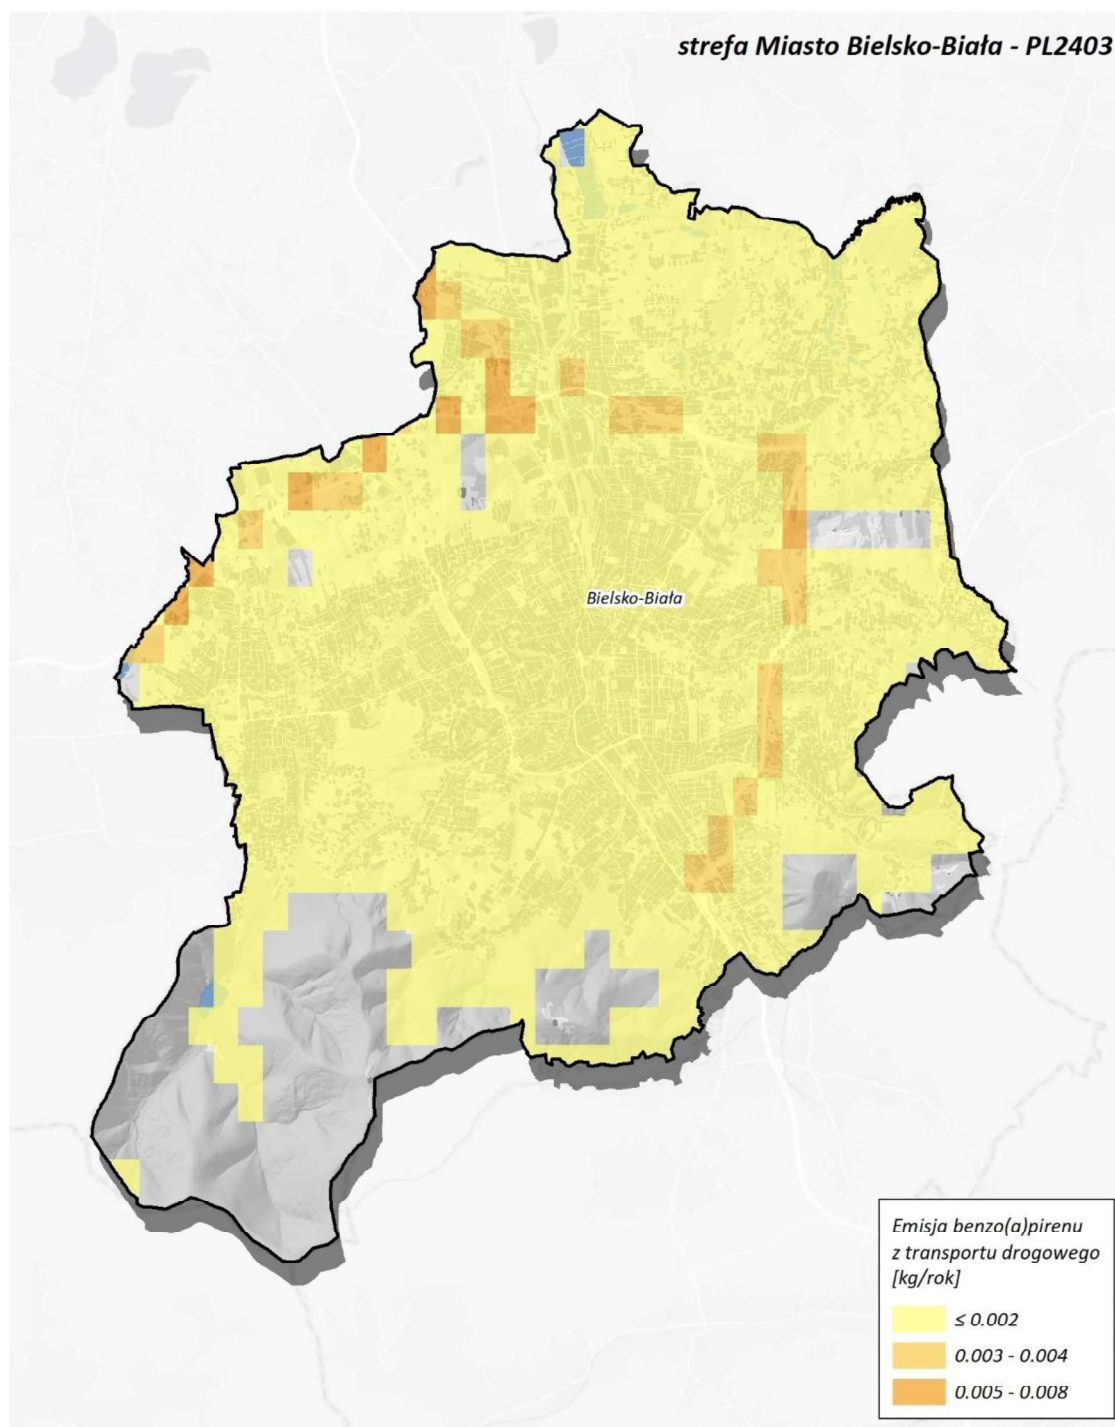 strefa Miasto Bielsko-Biała - PL2403
Bielsko-Biała
Emisja benzo(a)pirenu
z transportu drogowego
[kg/rok]
≤ 0.002
0.003 - 0.004
0.005 - 0.008